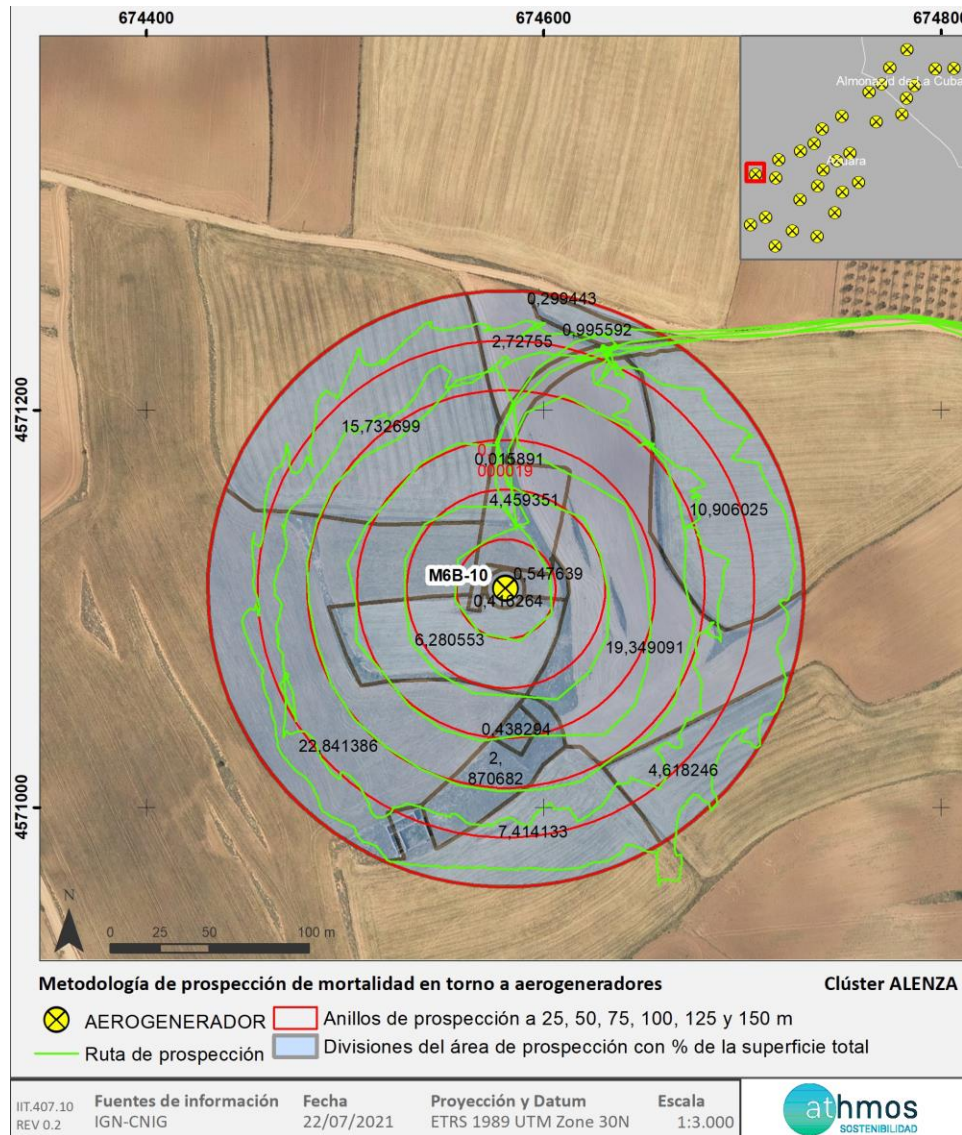 674400
674600
674800
Almonacid de La Cuba
Azuara
4571200
4571000
0,299443
0,995592
2,72755
15,732699
0,
0,015891
000019
4,459351
10,906025
M6B-10
0,547639
0,416264
6,280553
19,349091
0,438294
22,841386
2,
870682
4,618246
7,414133
N
0 25 50 100 m
Metodología de prospección de mortalidad en torno a aerogeneradores
Clúster ALENZA
AEROGENERADOR
Anillos de prospección a 25, 50, 75, 100, 125 y 150 m
Ruta de prospección
Divisiones del área de prospección con % de la superficie total
IIT.407.10
REV 0.2
Fuentes de información
IGN-CNIG
Fecha
22/07/2021
Proyección y Datum
ETRS 1989 UTM Zone 30N
Escala
1:3.000
athmos
SOSTENIBILIDAD